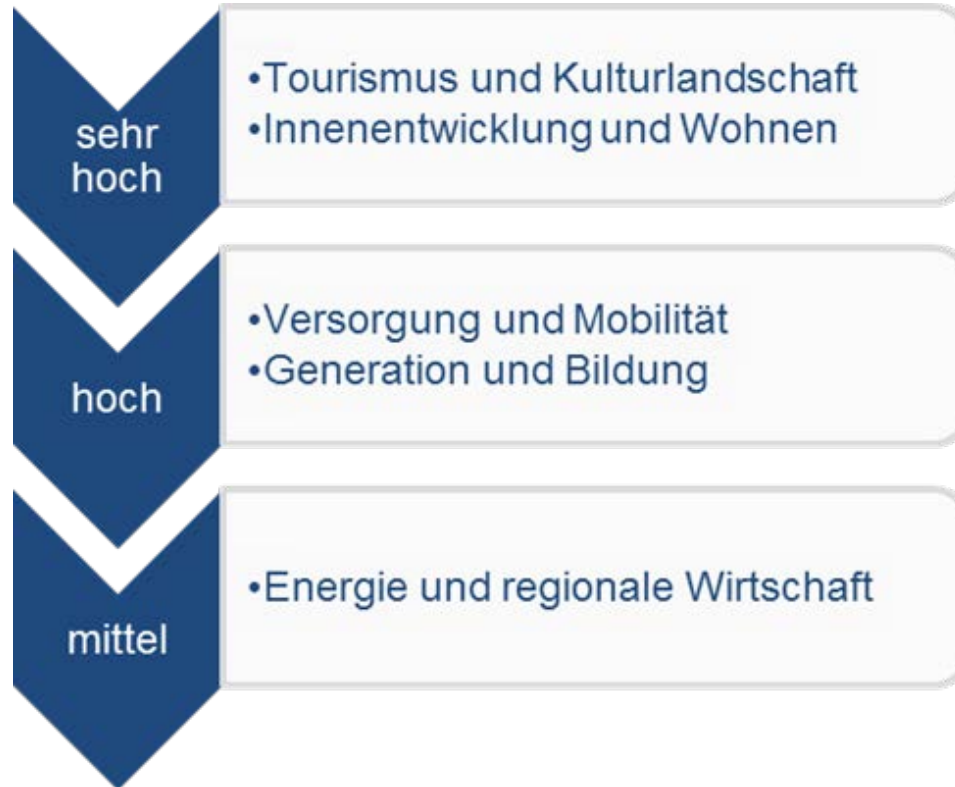 sehr
hoch
•Tourismus und Kulturlandschaft
•Innenentwicklung und Wohnen
hoch
•Versorgung und Mobilität
•Generation und Bildung
mittel
•Energie und regionale Wirtschaft